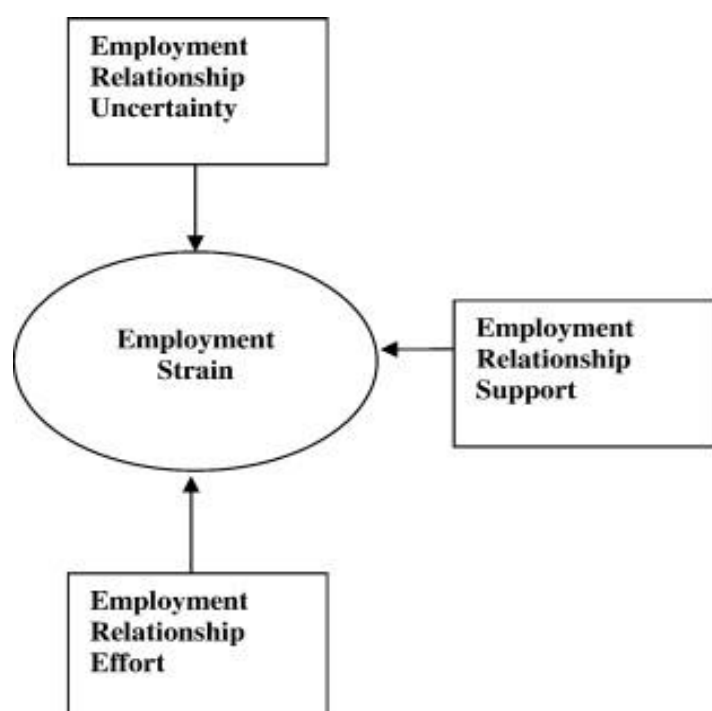 Employment
Relationship
Uncertainty
Employment
Strain
Employment
Relationship
Support
Employment
Relationship
Effort